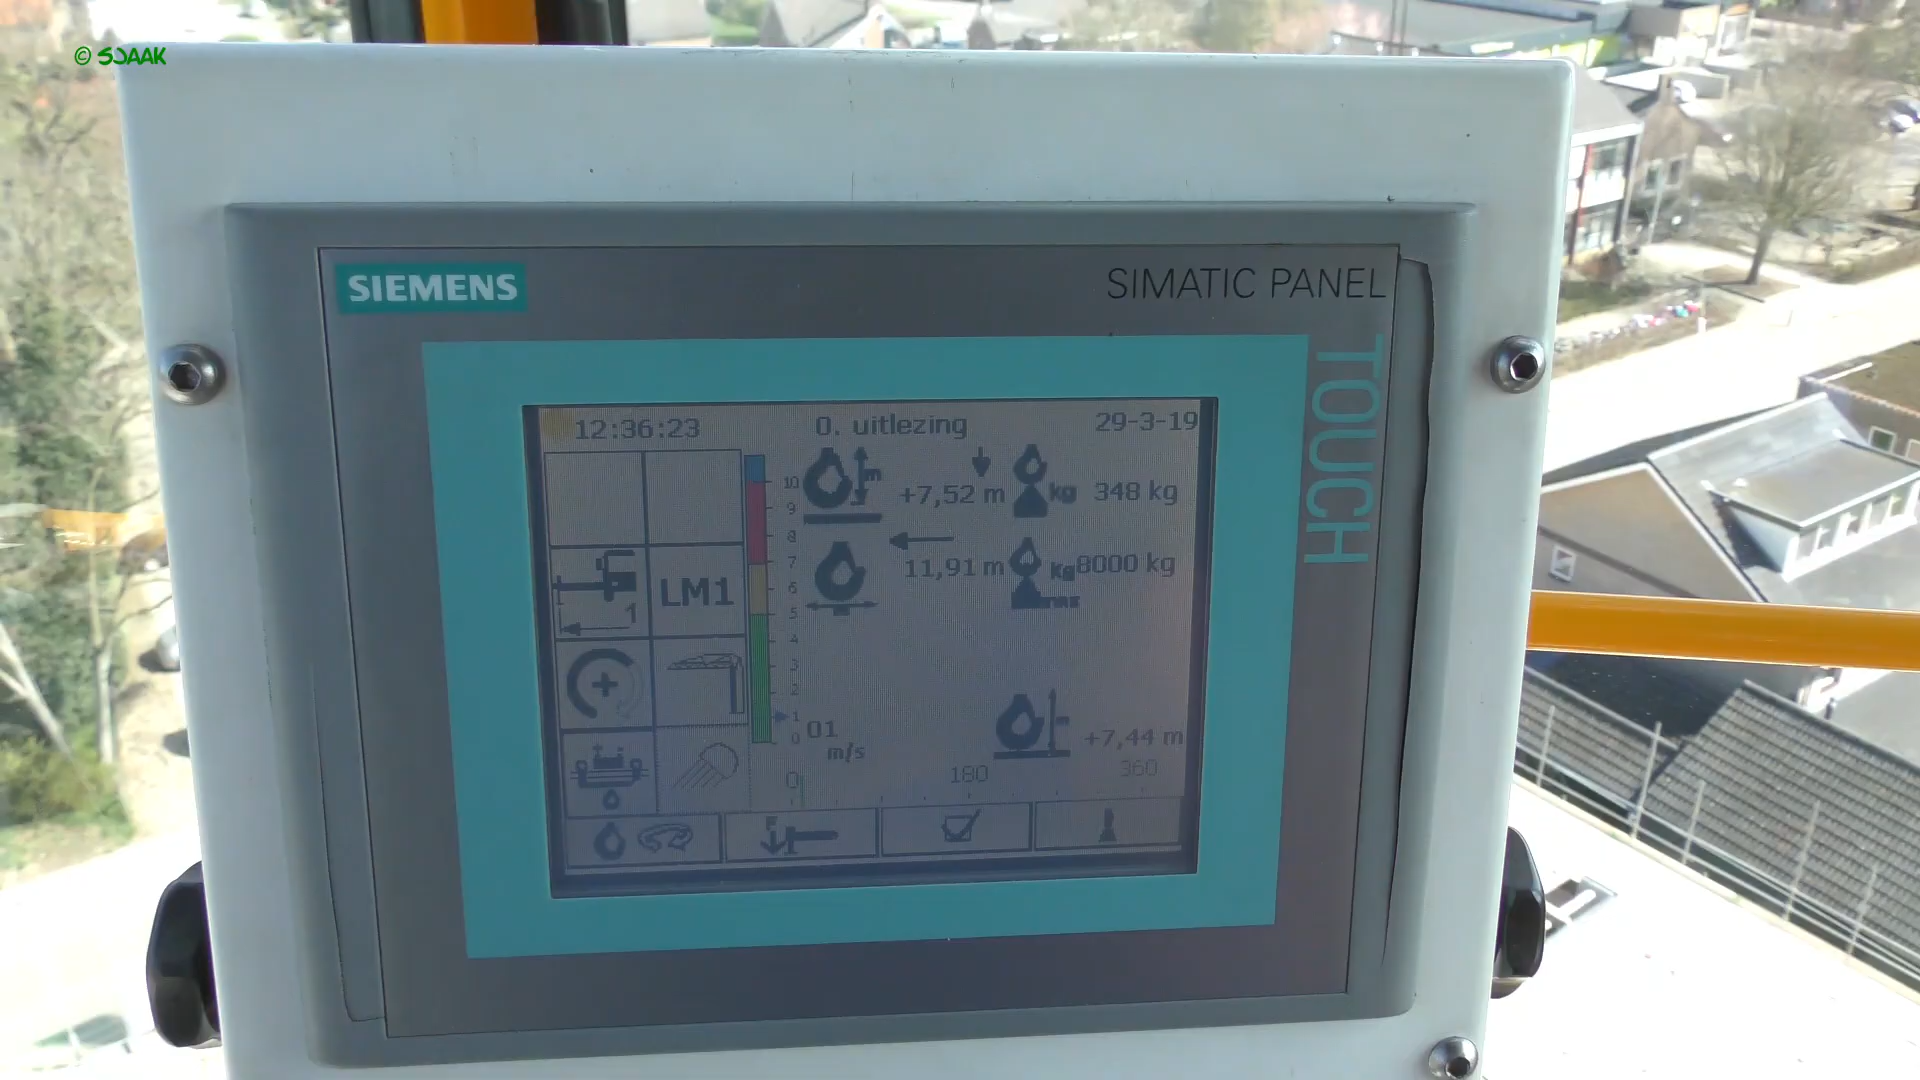 © SJAAK
SIEMENS
SIMATIC PANEL
TOUCH
12:36:23
0. uitlezing
29-3-19
m
+7,52 m
kg
348 kg
11,91 m
kg
max
8000 kg
LM1
1
10
9
8
7
6
5
4
3
2
1
0
01
m/s
+7,44 m
0
180
360